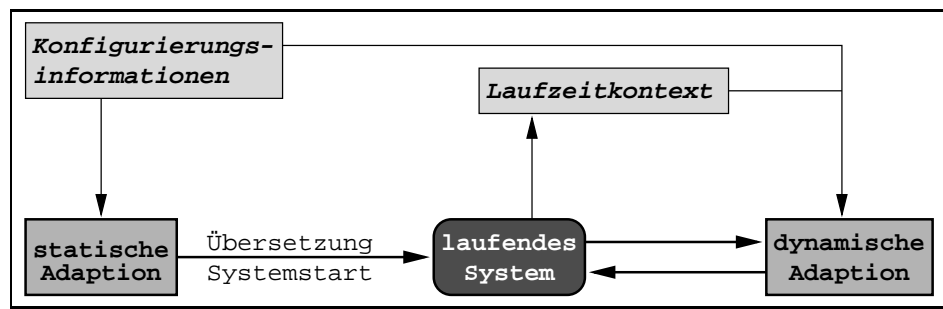 Konfigurierungs-
informationen
Laufzeitkontext
statische
Adaption
Übersetzung
Systemstart
laufendes
System
dynamische
Adaption